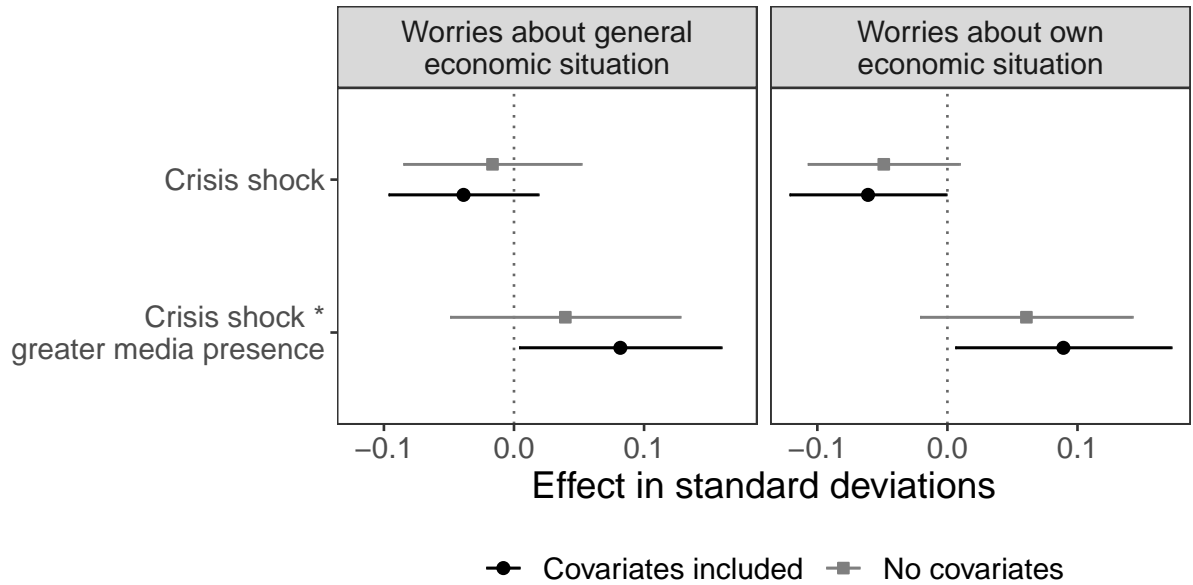 Worries about general
economic situation
Worries about own
economic situation
Crisis shock
Crisis shock *
greater media presence
−0.1 0.0 0.1 −0.1 0.0 0.1
Effect in standard deviations
Covariates included No covariates